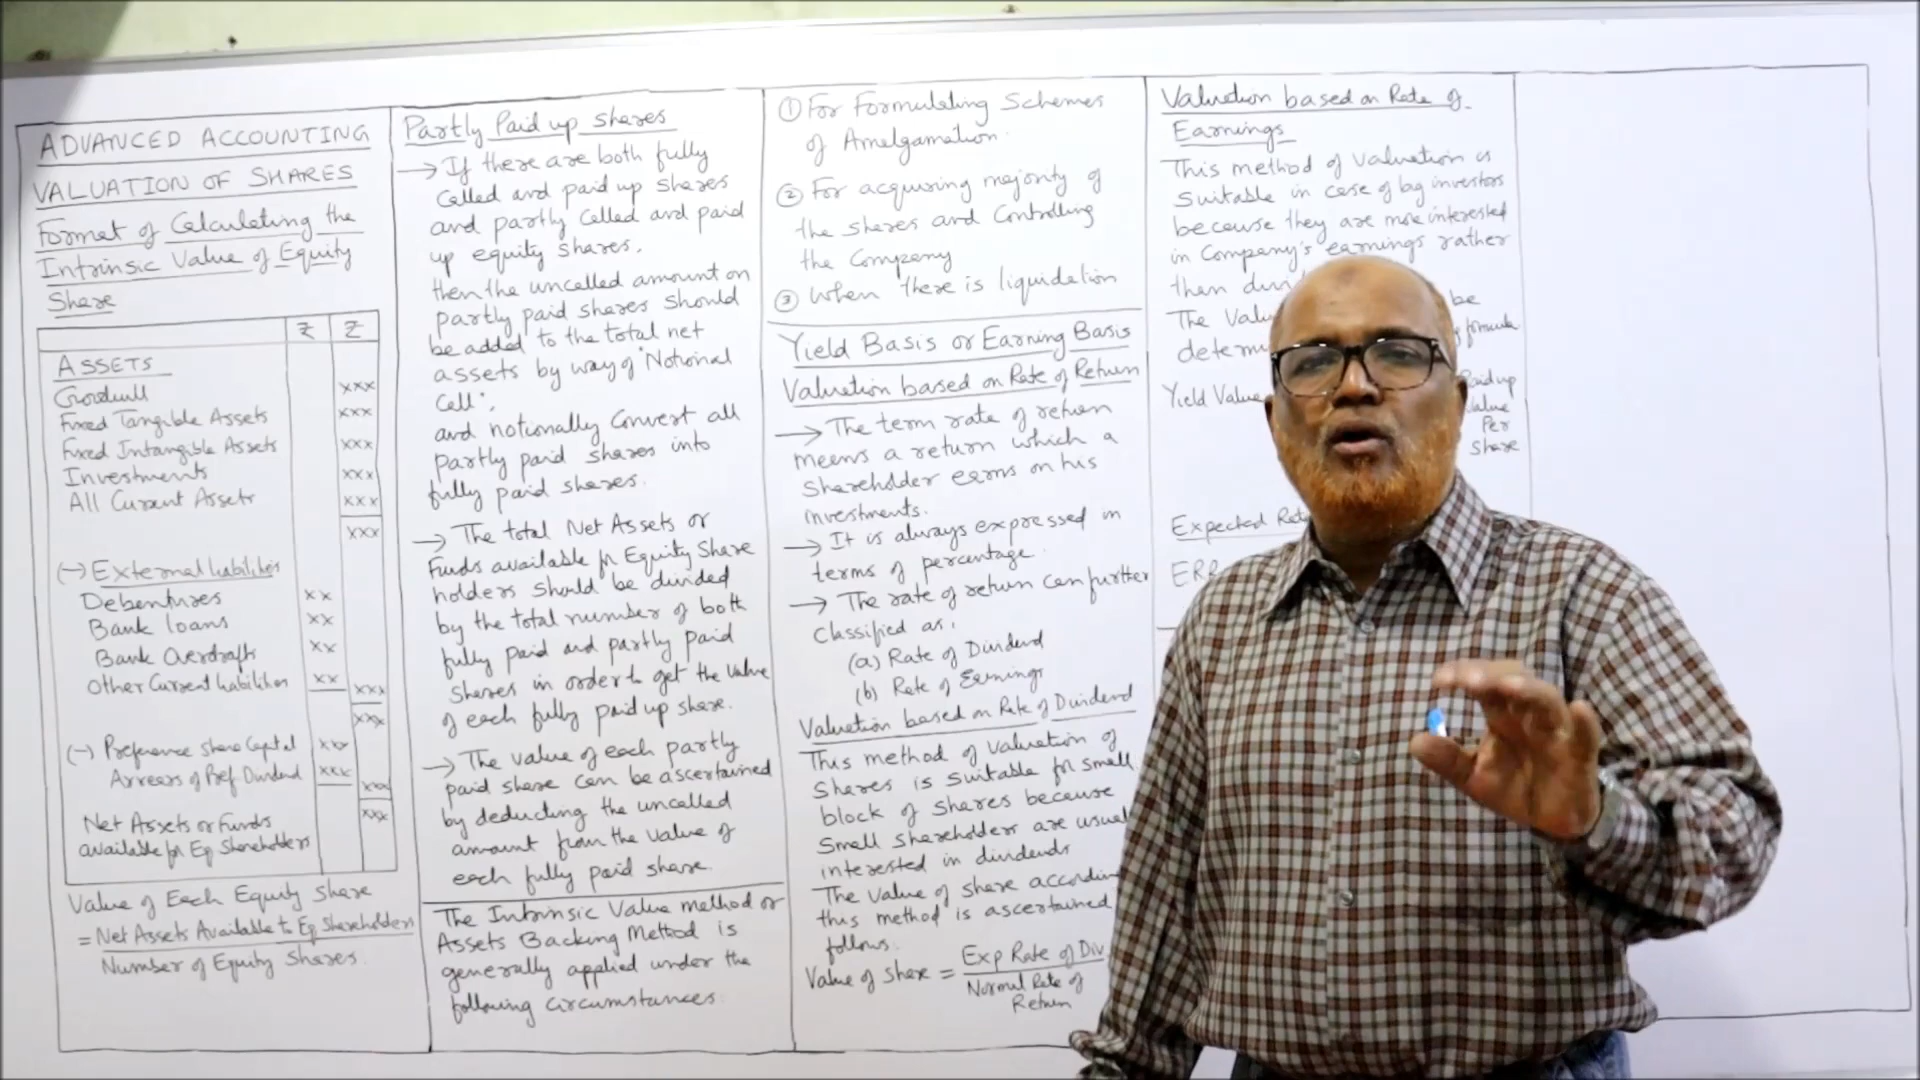 ADVANCED ACCOUNTING
VALUATION OF SHARES
Format of Calculating the
Intrinsic Value of Equity
Share
₹ ₹
ASSETS
Goodwill xxx
Fixed Tangible Assets xxx
Fixed Intangible Assets xxx
Investments xxx
All Current Assets xxx
xxx
(-) External liabilities
Debentures xx
Bank loans xx
Bank Overdraft xx
Other Current liabilities xx xxx
xxx
(-) Preference Share Capital xxx
Arrears of Pref Dividend xxx xxx
xxx
Net Assets or Funds
available for Eq Shareholders
Value of Each Equity Share
= Net Assets Available to Eq Shareholders
Number of Equity Shares.
Partly Paid up shares
→ If there are both fully
Called and paid up shares
and partly called and paid
up equity shares.
then the uncalled amount on
partly paid shares should
be added to the total net
assets by way of "Notional
Call".
and notionally convert all
partly paid shares into
fully paid shares.
→ The total Net Assets or
Funds available for Equity Share
holders should be divided
by the total number of both
fully paid and partly paid
shares in order to get the value
of each fully paid up share.
→ The value of each partly
paid share can be ascertained
by deducting the uncalled
amount from the value of
each fully paid share.
The Intrinsic Value method or
Assets Backing Method is
generally applied under the
following circumstances.
① For Formulating Schemes
of Amalgamation.
② For acquiring majority of
the shares and Controlling
the Company
③ When there is liquidation
Yield Basis or Earning Basis
Valuation based on Rate of Return
→ The term rate of return
means a return which a
Shareholder earns on his
investments.
→ It is always expressed in
terms of percentage.
→ The rate of return can further
Classified as.
(a) Rate of Dividend
(b) Rate of Earnings
Valuation based on Rate of Dividend
This method of valuation of
shares is suitable for small
block of shares because
Small shareholders are usual
interested in dividends
The value of share accordin
this method is ascertained
follows.
Value of share = Exp Rate of Div
Normal Rate of
Return
Valuation based on Rate of
Earnings
This method of valuation is
suitable in case of big investors
because they are more interested
in Company's earnings rather
than divi
The Valu be
determ formula
Yield Value Paid up
Value
Per
share
Expected Rat
ERR